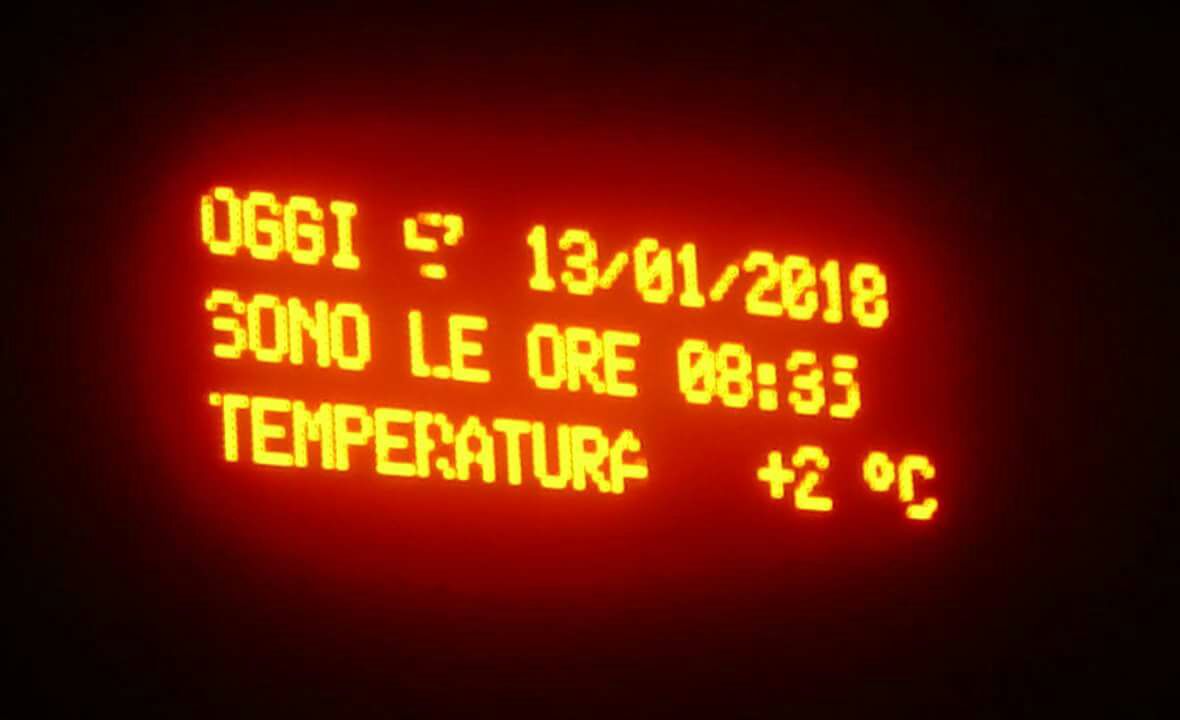 OGGI 13/01/2018
SONO LE ORE 08:35
TEMPERATURA +2 °C